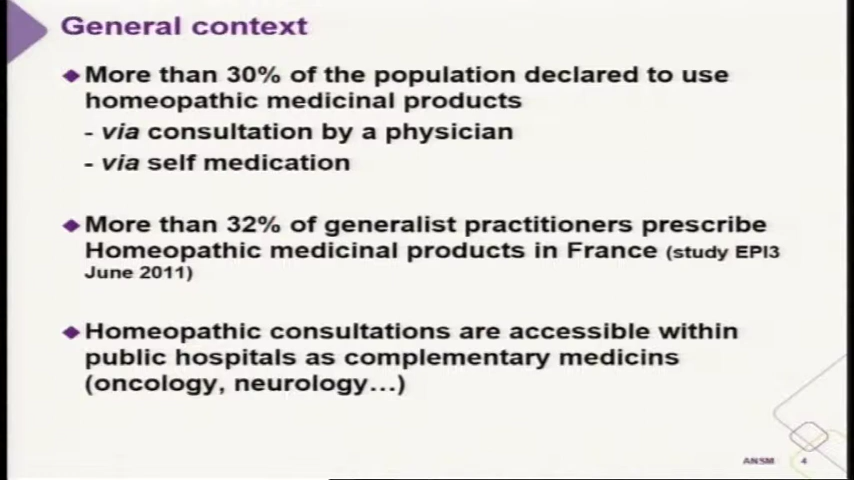 General context
More than 30% of the population declared to use
homeopathic medicinal products
- via consultation by a physician
- via self medication
More than 32% of generalist practitioners prescribe
Homeopathic medicinal products in France (study EPI3
June 2011)
Homeopathic consultations are accessible within
public hospitals as complementary medicins
(oncology, neurology…)
ANSM 4